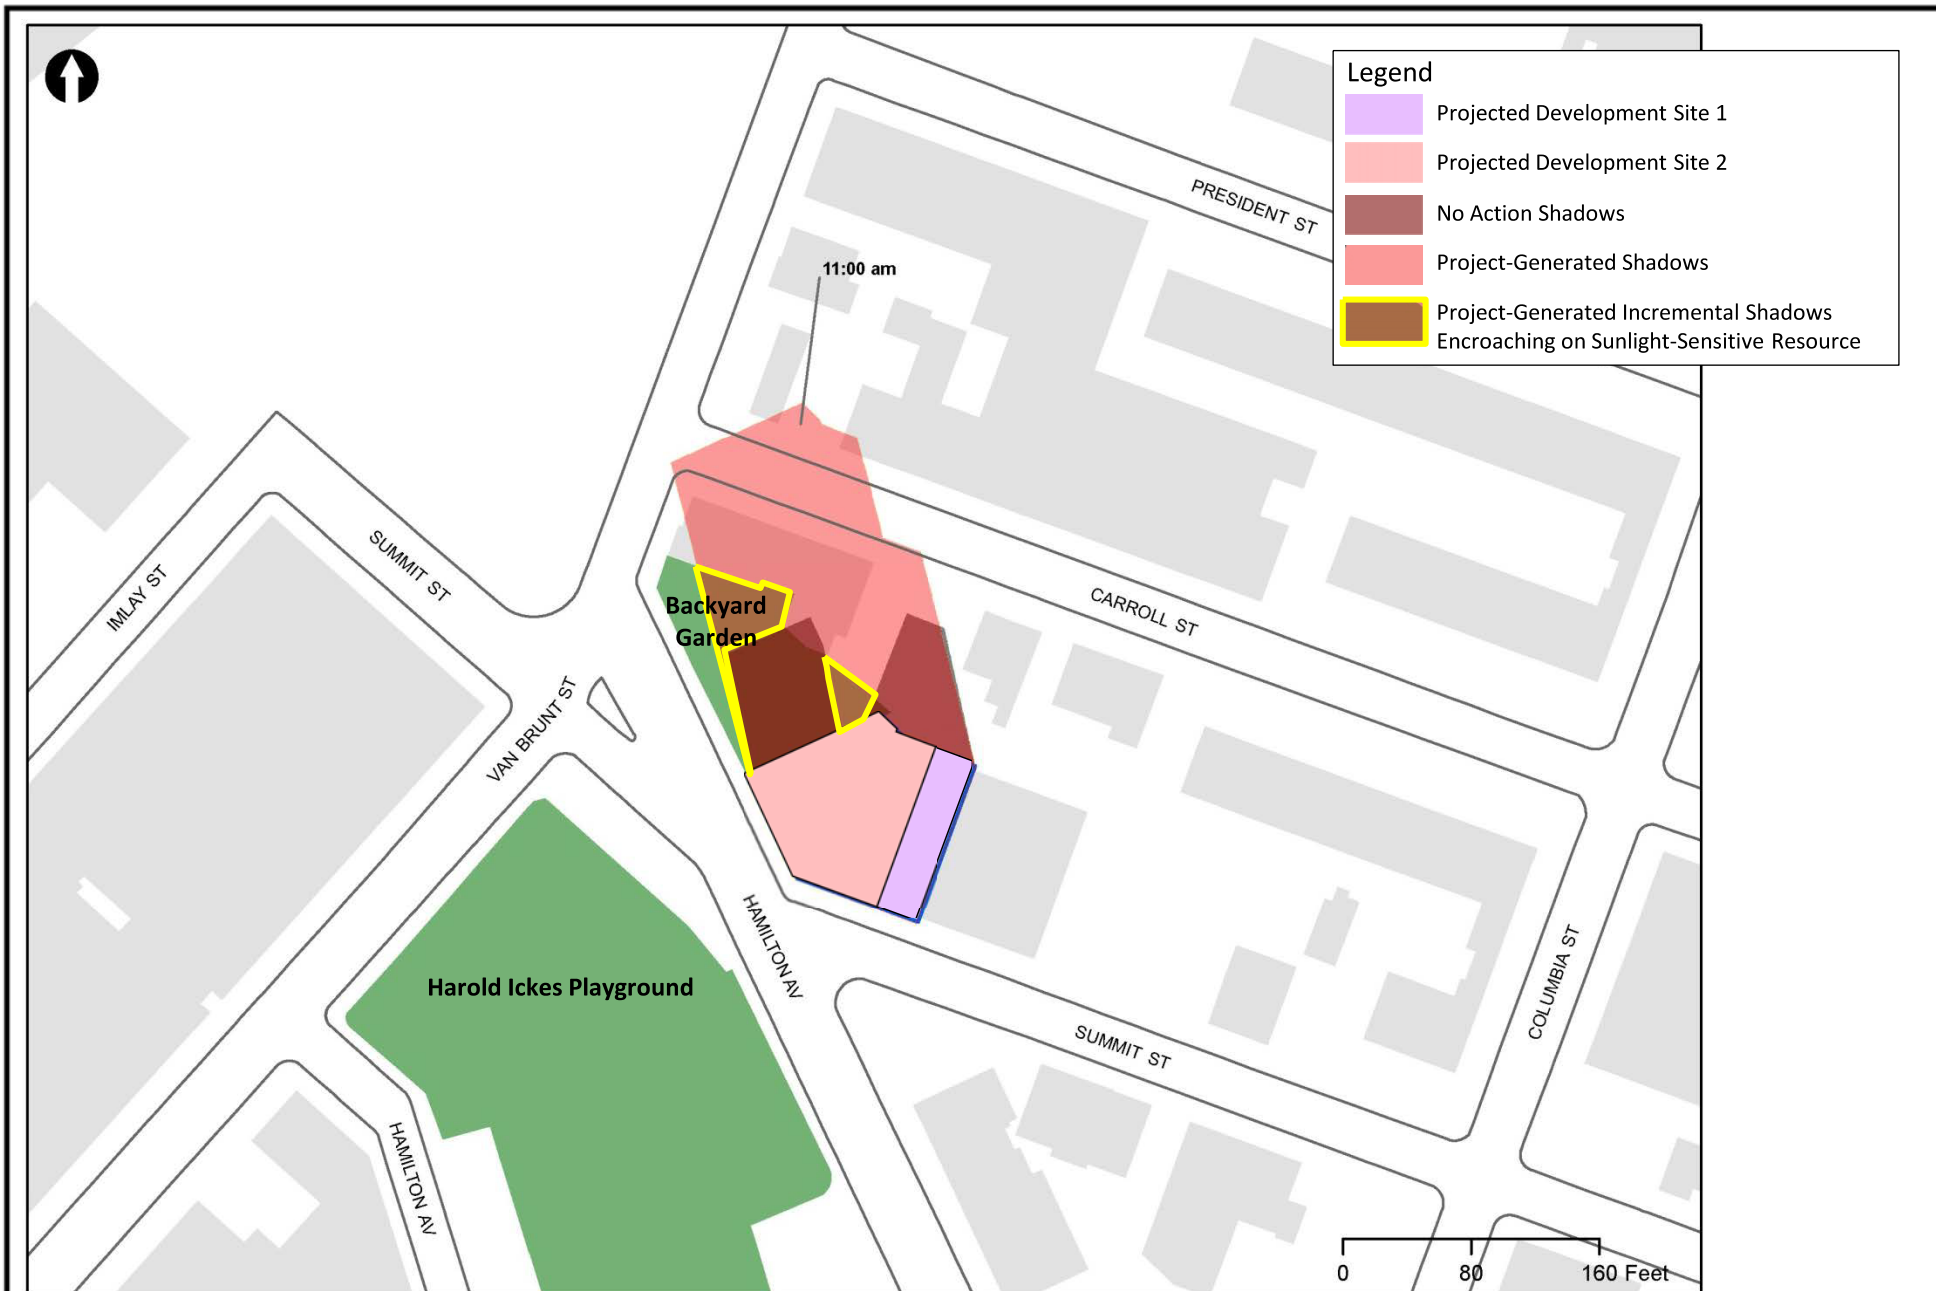 Legend
Projected Development Site 1
Projected Development Site 2
No Action Shadows
Project-Generated Shadows
Project-Generated Incremental Shadows
Encroaching on Sunlight-Sensitive Resource
PRESIDENT ST
11:00 am
SUMMIT ST
IMLAY ST
CARROLL ST
Backyard
Garden
VAN BRUNT ST
HAMILTON AV
Harold Ickes Playground
COLUMBIA ST
SUMMIT ST
HAMILTON AV
0 80 160 Feet